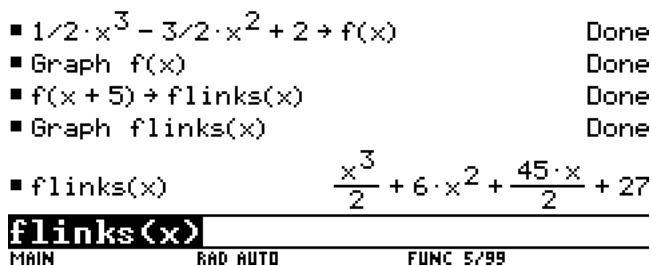 ▪ 1/2·x^3 − 3/2·x^2 + 2 → f(x) Done
▪ Graph f(x) Done
▪ f(x + 5) → flinks(x) Done
▪ Graph flinks(x) Done
▪ flinks(x) x^3/2 + 6·x^2 + 45·x/2 + 27
flinks(x)
MAIN RAD AUTO FUNC 5/99